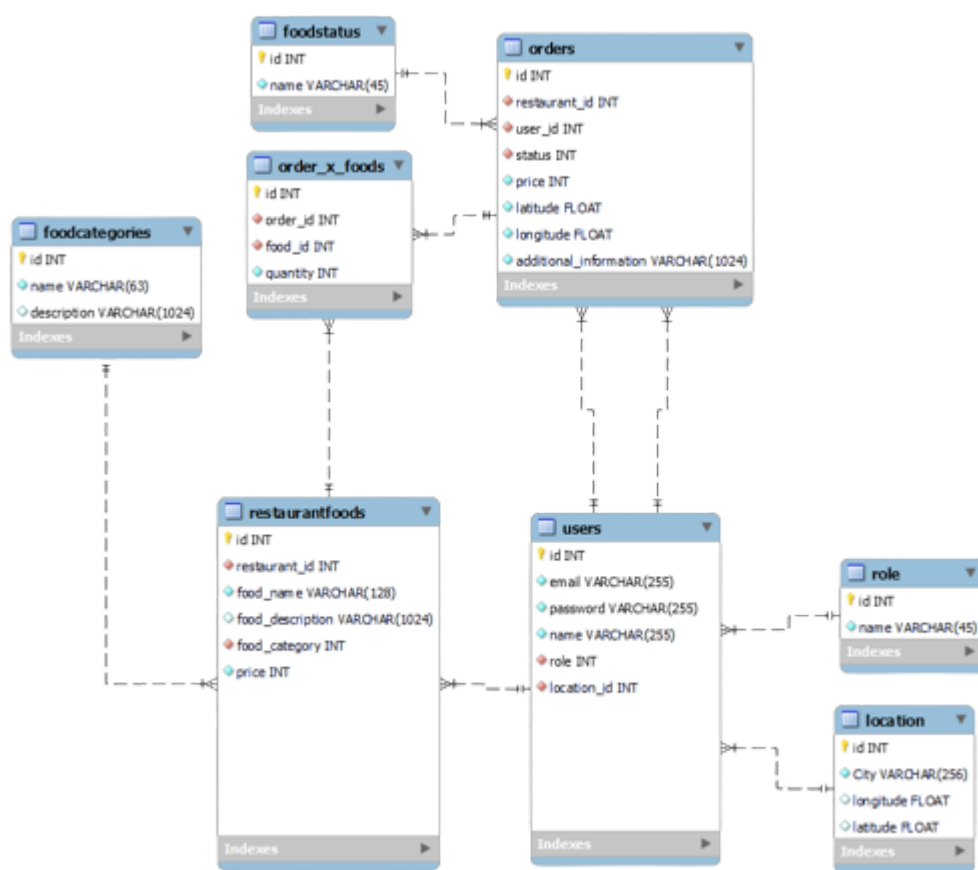 foodstatus
id INT
name VARCHAR(45)
Indexes
orders
id INT
restaurant_id INT
user_id INT
status INT
price INT
latitude FLOAT
longitude FLOAT
additional_information VARCHAR(1024)
Indexes
order_x_foods
id INT
order_id INT
food_id INT
quantity INT
Indexes
foodcategories
id INT
name VARCHAR(63)
description VARCHAR(1024)
Indexes
restaurantfoods
id INT
restaurant_id INT
food_name VARCHAR(128)
food_description VARCHAR(1024)
food_category INT
price INT
Indexes
users
id INT
email VARCHAR(255)
password VARCHAR(255)
name VARCHAR(255)
role INT
location_id INT
Indexes
role
id INT
name VARCHAR(45)
Indexes
location
id INT
City VARCHAR(256)
longitude FLOAT
latitude FLOAT
Indexes